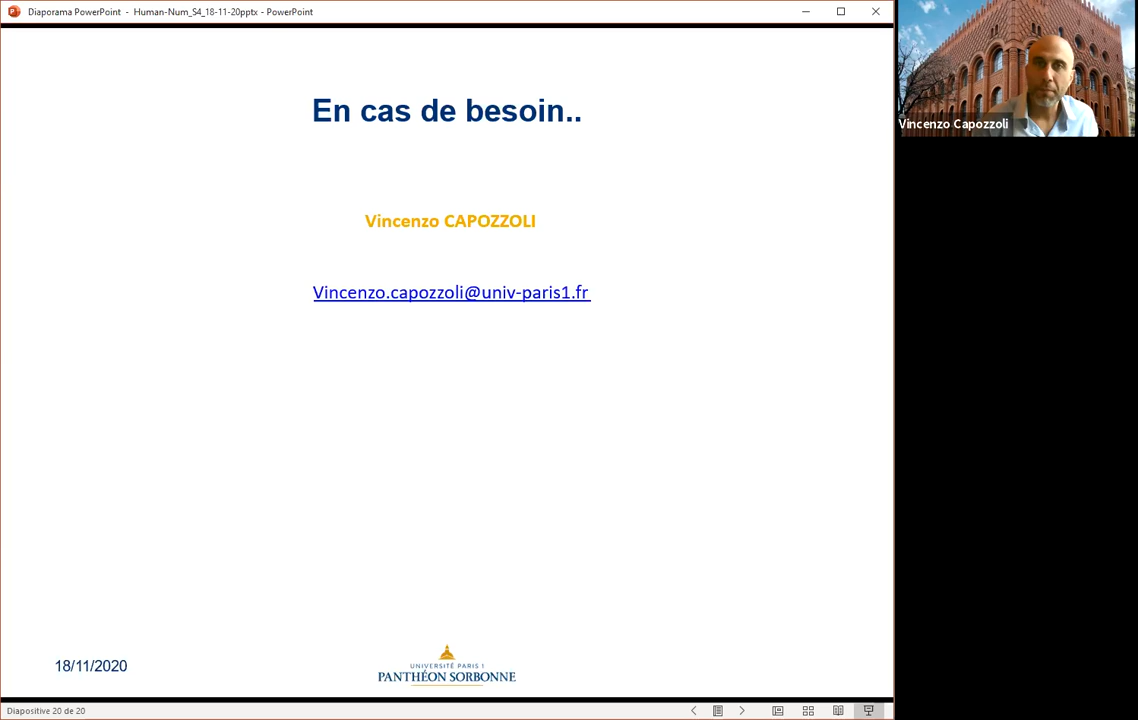 Diaporama PowerPoint - Human-Num_S4_18-11-20pptx - PowerPoint
En cas de besoin..
Vincenzo CAPOZZOLI
Vincenzo.capozzoli@univ-paris1.fr
18/11/2020
UNIVERSITÉ PARIS 1
PANTHÉON SORBONNE
Diapositive 20 de 20
Vincenzo Capozzoli